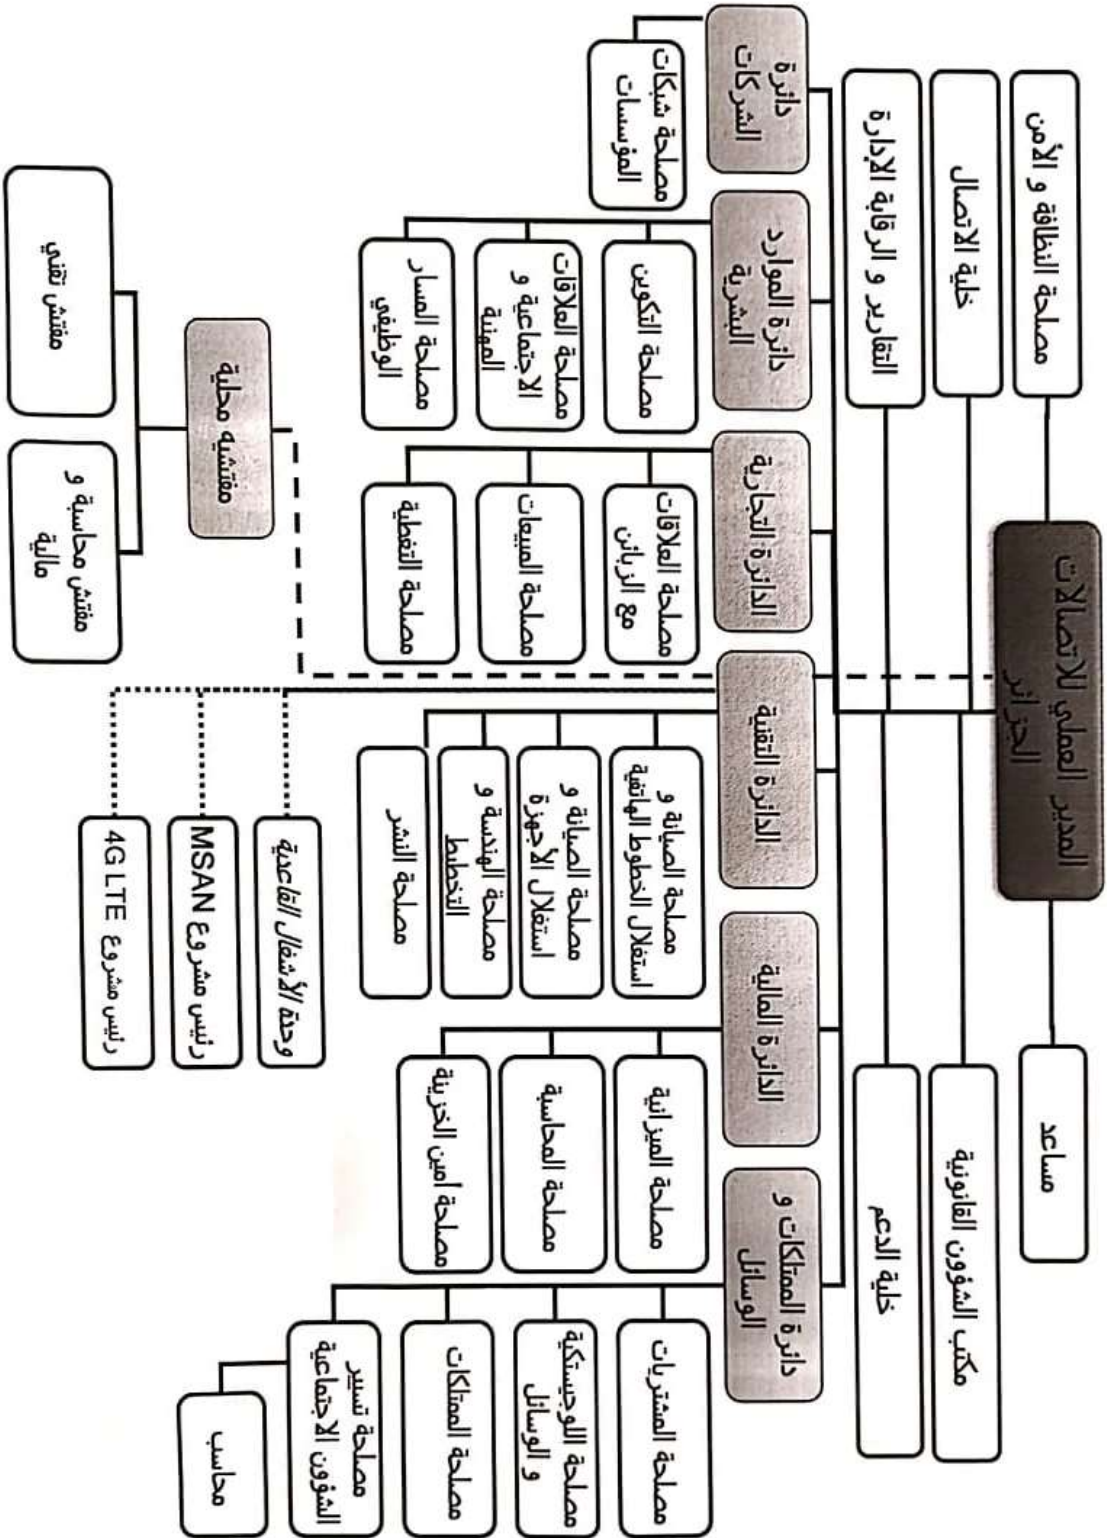 المدير العملي للاتصالات
الجزائر
مصلحة النظافة و الأمن
مساعد
خلية الاتصال
مكتب الشؤون القانونية
التقارير و الرقابة الإدارة
خلية الدعم
دائرة
الشركات
مصلحة شبكات
المؤسسات
دائرة الموارد
البشرية
مصلحة التكوين
مصلحة العلاقات
الاجتماعية و
المهنية
مصلحة المسار
الوظيفي
الدائرة التجارية
مصلحة العلاقات
مع الزبائن
مصلحة المبيعات
مصلحة التغطية
الدائرة التقنية
مصلحة الصيانة و
استغلال الخطوط الهاتفية
مصلحة الصيانة و
استغلال الأجهزة
مصلحة الهندسة و
التخطيط
مصلحة النشر
وحدة الأشغال القاعدية
رئيس مشروع MSAN
رئيس مشروع 4G LTE
الدائرة المالية
مصلحة الميزانية
مصلحة المحاسبة
مصلحة أمين الخزينة
دائرة الممتلكات و
الوسائل
مصلحة المشتريات
مصلحة اللوجيستكية
و الوسائل
مصلحة الممتلكات
مصلحة تسيير
الشؤون الاجتماعية
محاسب
مفتشيه محلية
مفتش تقني
مفتش محاسبة و
مالية